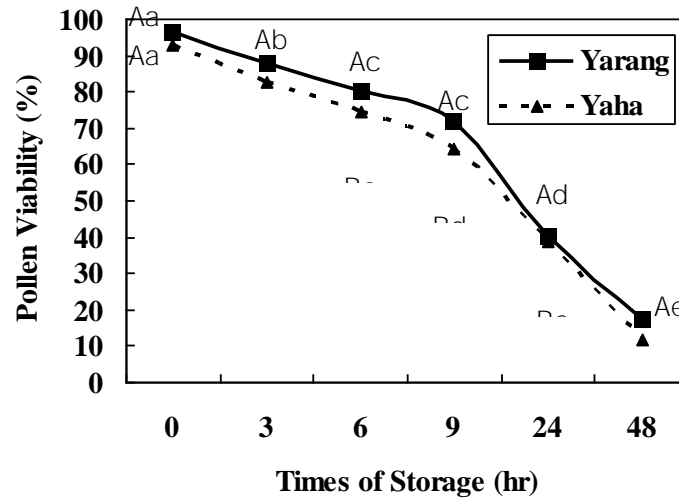 Pollen Viability (%)
100
90
80
70
60
50
40
30
20
10
0
Aa
Aa
Ab
Ac
Ac
Ad
Ae
Yarang
Yaha
0 3 6 9 24 48
Times of Storage (hr)